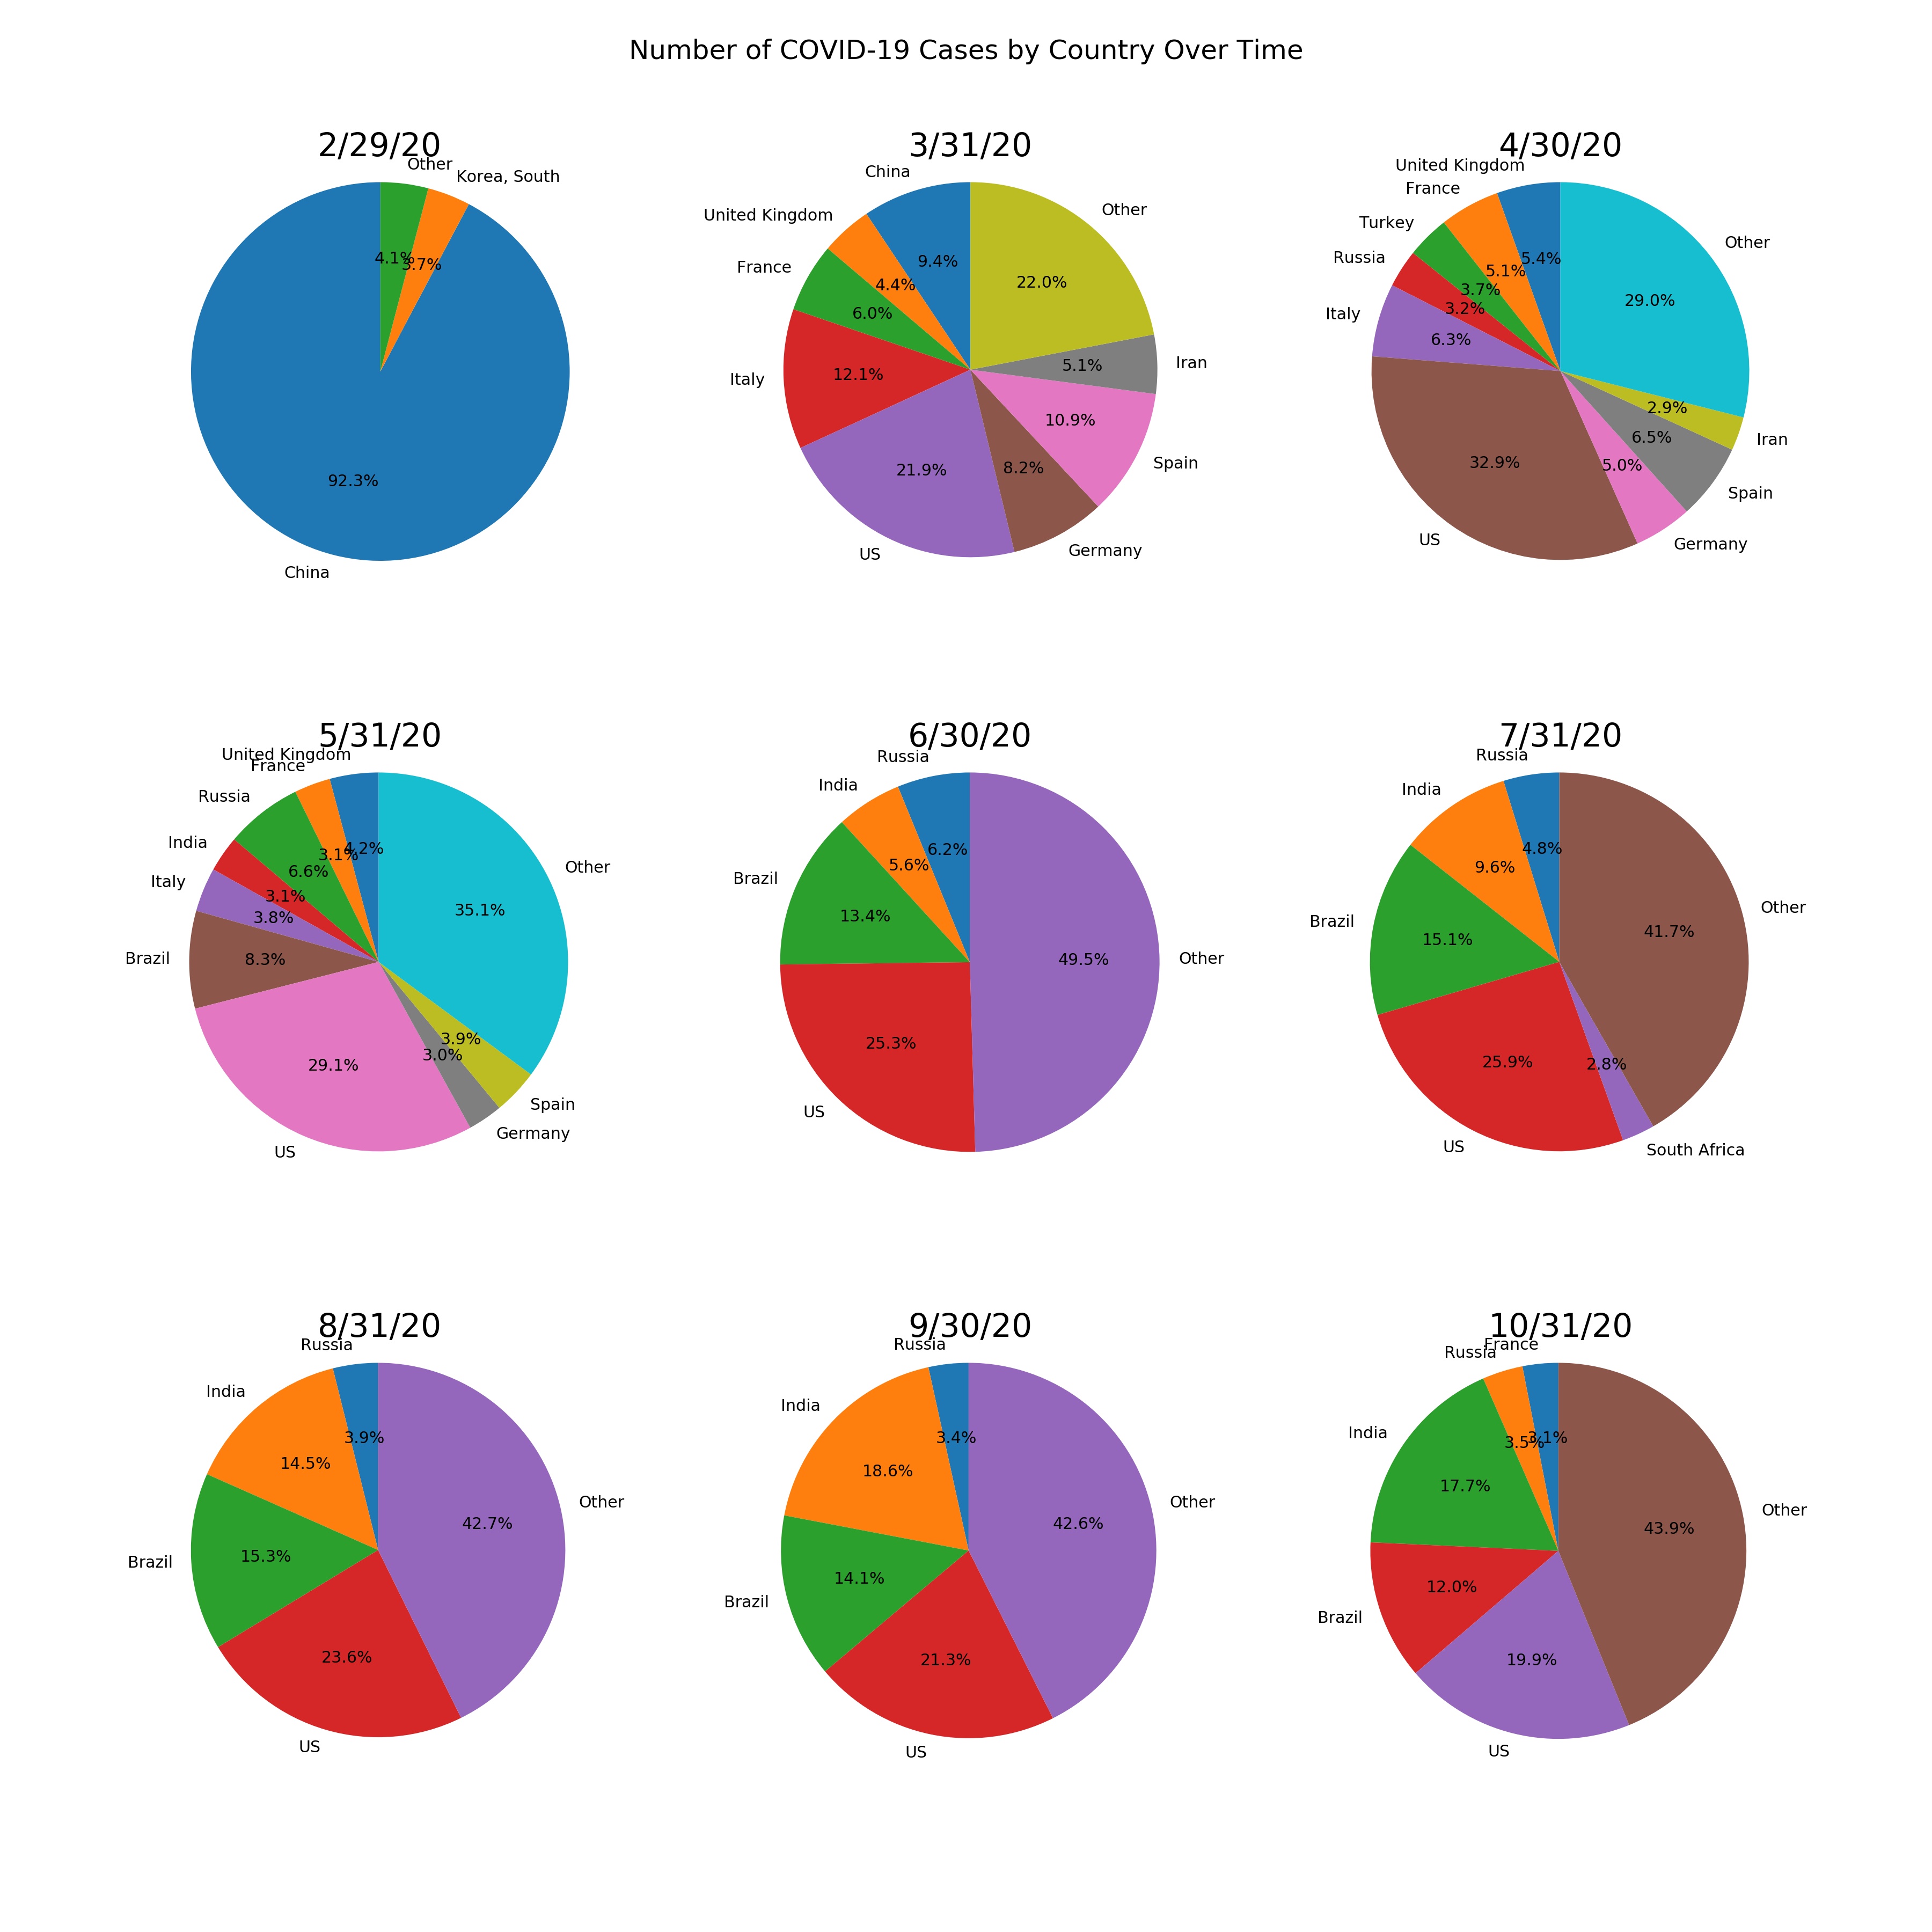 Number of COVID-19 Cases by Country Over Time
2/29/20
Other
Korea, South
4.1%
3.7%
92.3%
China
3/31/20
China
United Kingdom
France
Italy
US
Germany
Spain
Iran
Other
9.4%
4.4%
6.0%
12.1%
21.9%
8.2%
10.9%
5.1%
22.0%
4/30/20
United Kingdom
France
Turkey
Russia
Italy
US
Germany
Spain
Iran
Other
5.4%
5.1%
3.7%
3.2%
6.3%
32.9%
5.0%
6.5%
2.9%
29.0%
5/31/20
United Kingdom
France
Russia
India
Italy
Brazil
US
Germany
Spain
Other
4.2%
3.1%
6.6%
3.1%
3.8%
8.3%
29.1%
3.0%
3.9%
35.1%
6/30/20
Russia
India
Brazil
US
Other
6.2%
5.6%
13.4%
25.3%
49.5%
7/31/20
Russia
India
Brazil
US
South Africa
Other
4.8%
9.6%
15.1%
25.9%
2.8%
41.7%
8/31/20
Russia
India
Brazil
US
Other
3.9%
14.5%
15.3%
23.6%
42.7%
9/30/20
Russia
India
Brazil
US
Other
3.4%
18.6%
14.1%
21.3%
42.6%
10/31/20
France
Russia
India
Brazil
US
Other
3.1%
3.5%
17.7%
12.0%
19.9%
43.9%